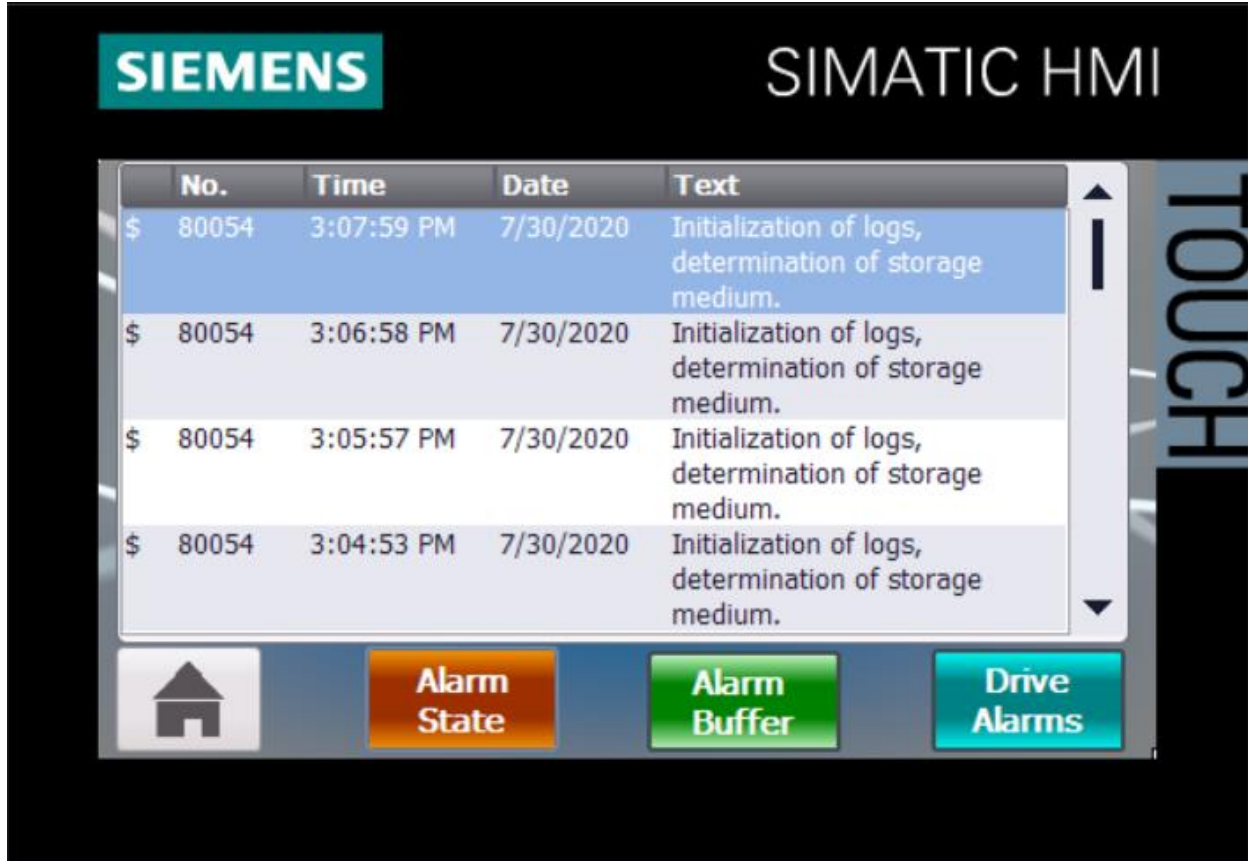 SIEMENS
SIMATIC HMI
TOUCH
No. Time Date Text
$ 80054 3:07:59 PM 7/30/2020 Initialization of logs,
determination of storage
medium.
$ 80054 3:06:58 PM 7/30/2020 Initialization of logs,
determination of storage
medium.
$ 80054 3:05:57 PM 7/30/2020 Initialization of logs,
determination of storage
medium.
$ 80054 3:04:53 PM 7/30/2020 Initialization of logs,
determination of storage
medium.
Alarm
State
Alarm
Buffer
Drive
Alarms